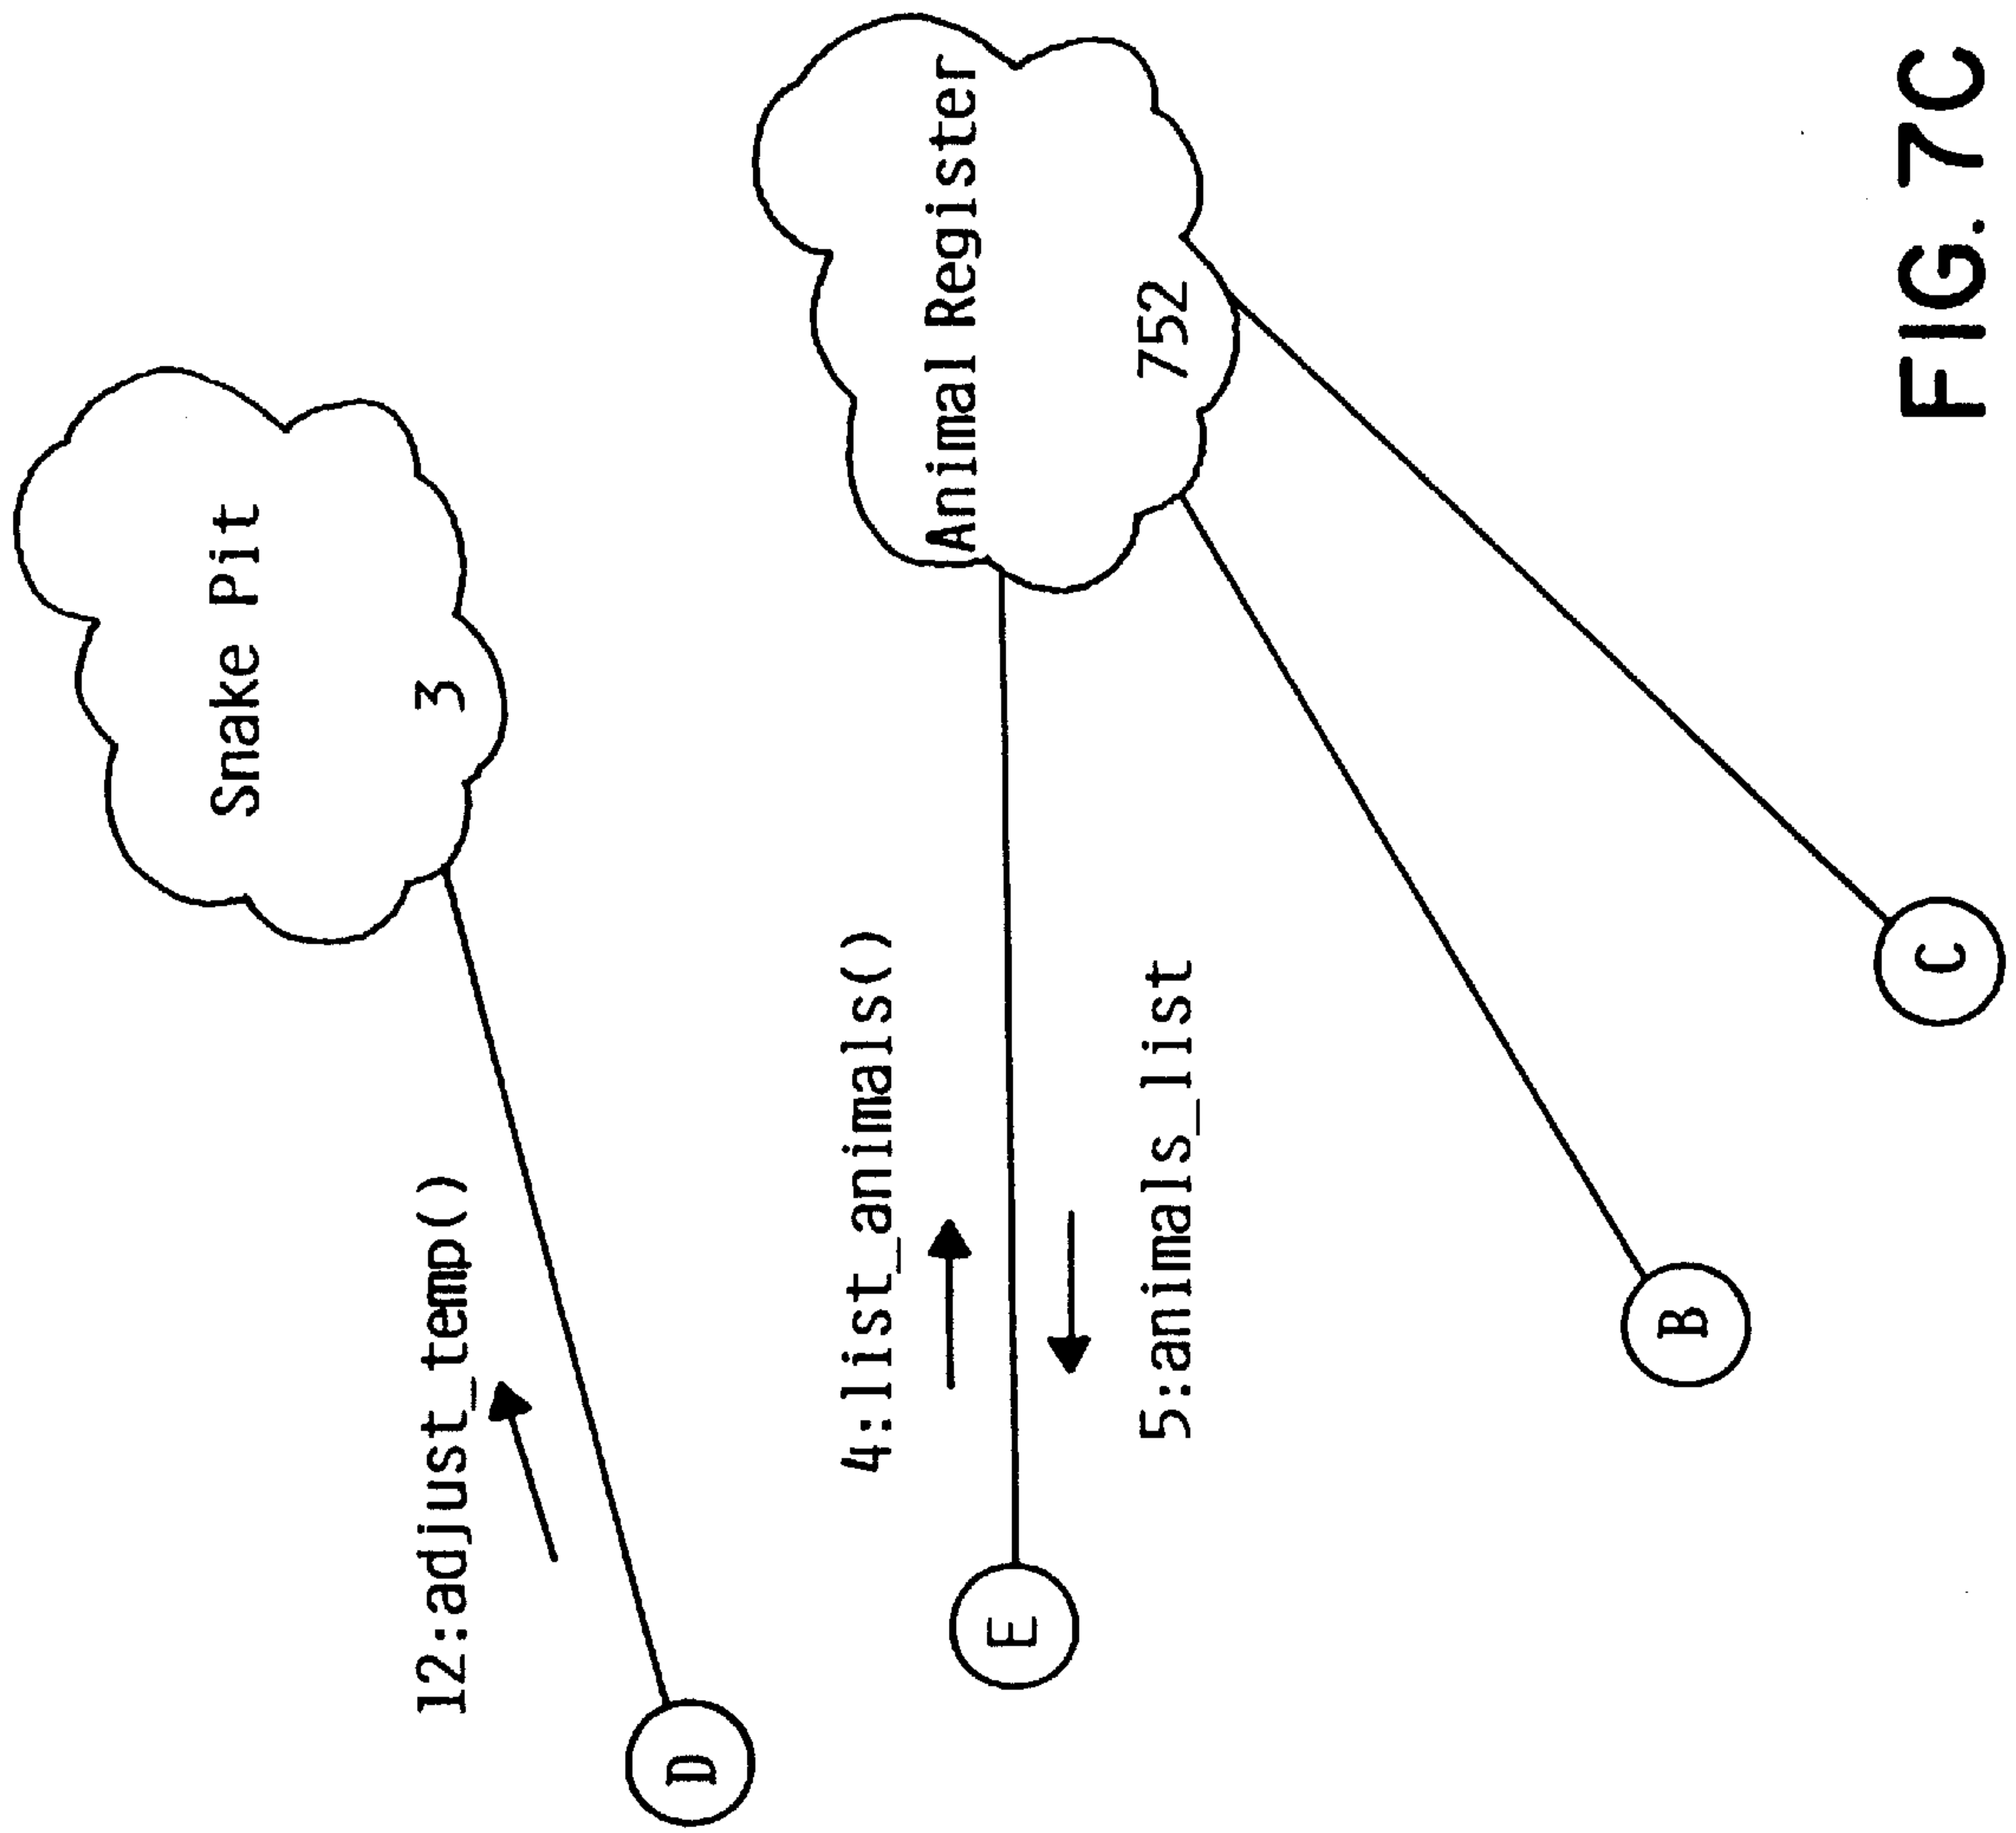 Snake Pit
3
12:adjust_temp()
D
Animal Register
752
4:list_animals()
E
5:animals_list
B
C
FIG. 7C